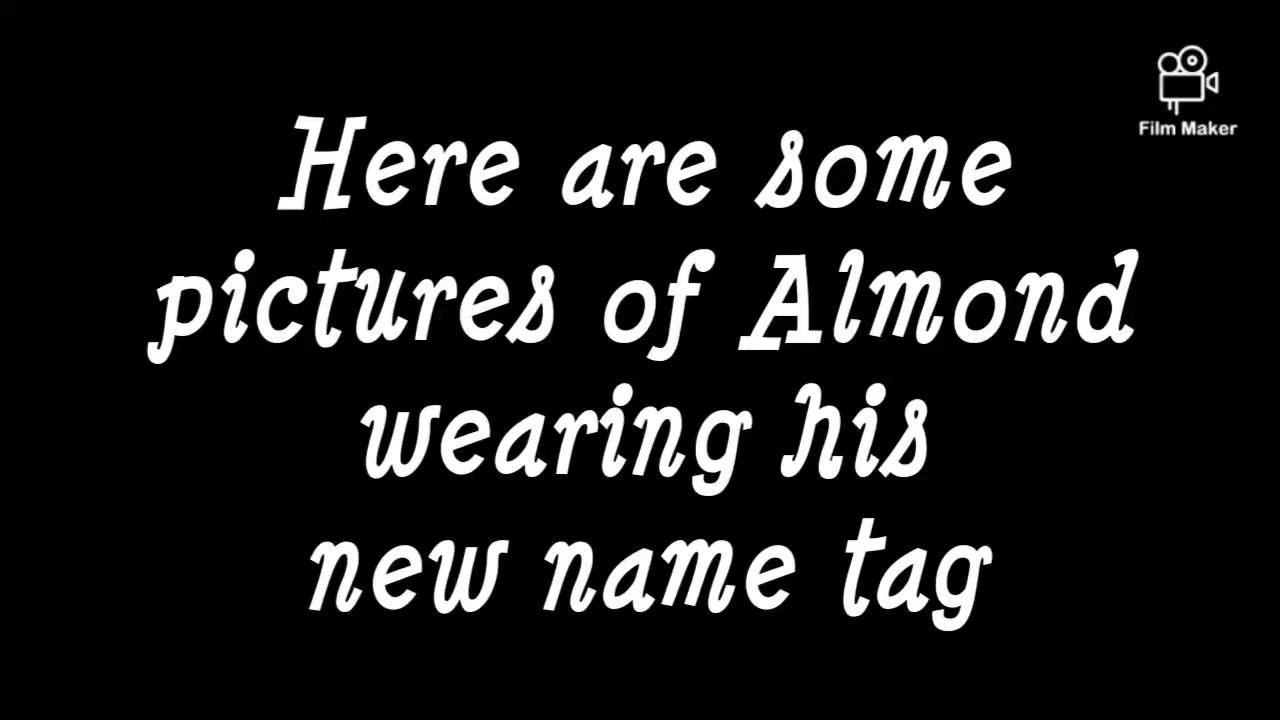 Film Maker
Here are some
pictures of Almond
wearing his
new name tag